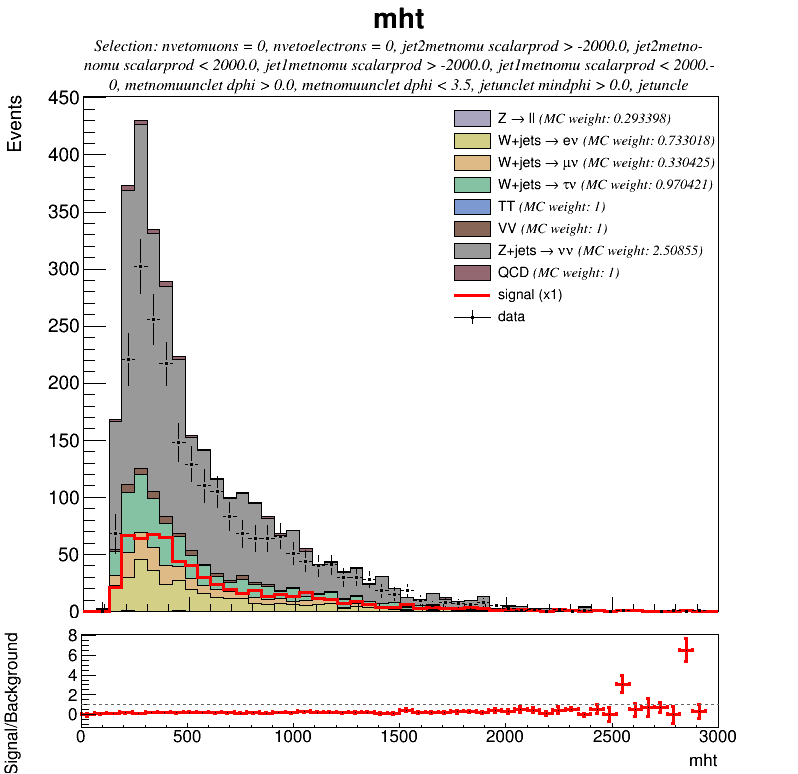 mht
Selection: nvetomuons = 0, nvetoelectrons = 0, jet2metnomu scalarprod > -2000.0, jet2metno-
nomu scalarprod < 2000.0, jet1metnomu scalarprod > -2000.0, jet1metnomu scalarprod < 2000.-
0, metnomuunclet dphi > 0.0, metnomuunclet dphi < 3.5, jetunclet mindphi > 0.0, jetuncle
Events
450
400
350
300
250
200
150
100
50
0
Z → ll (MC weight: 0.293398)
W+jets → eν (MC weight: 0.733018)
W+jets → μν (MC weight: 0.330425)
W+jets → τν (MC weight: 0.970421)
TT (MC weight: 1)
VV (MC weight: 1)
Z+jets → νν (MC weight: 2.50855)
QCD (MC weight: 1)
signal (x1)
data
Signal/Background
8
6
4
2
0
0 500 1000 1500 2000 2500 3000
mht